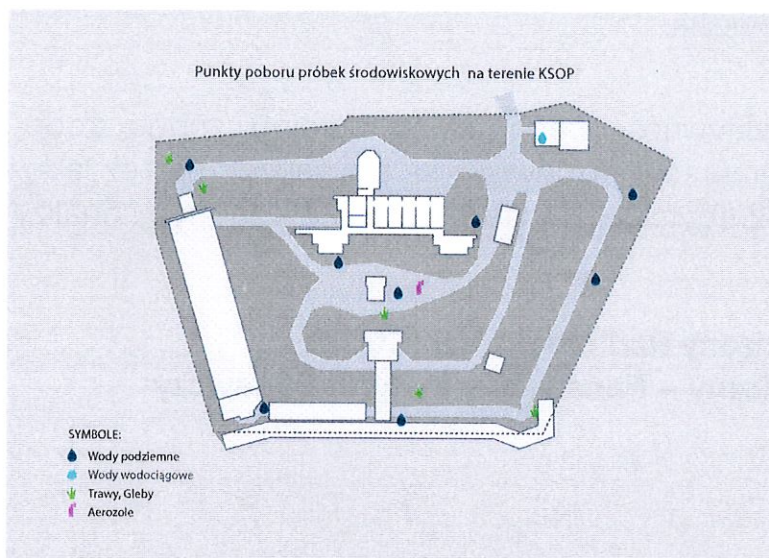 Punkty poboru próbek środowiskowych na terenie KSOP
SYMBOLE:
Wody podziemne
Wody wodociągowe
Trawy, Gleby
Aerozole